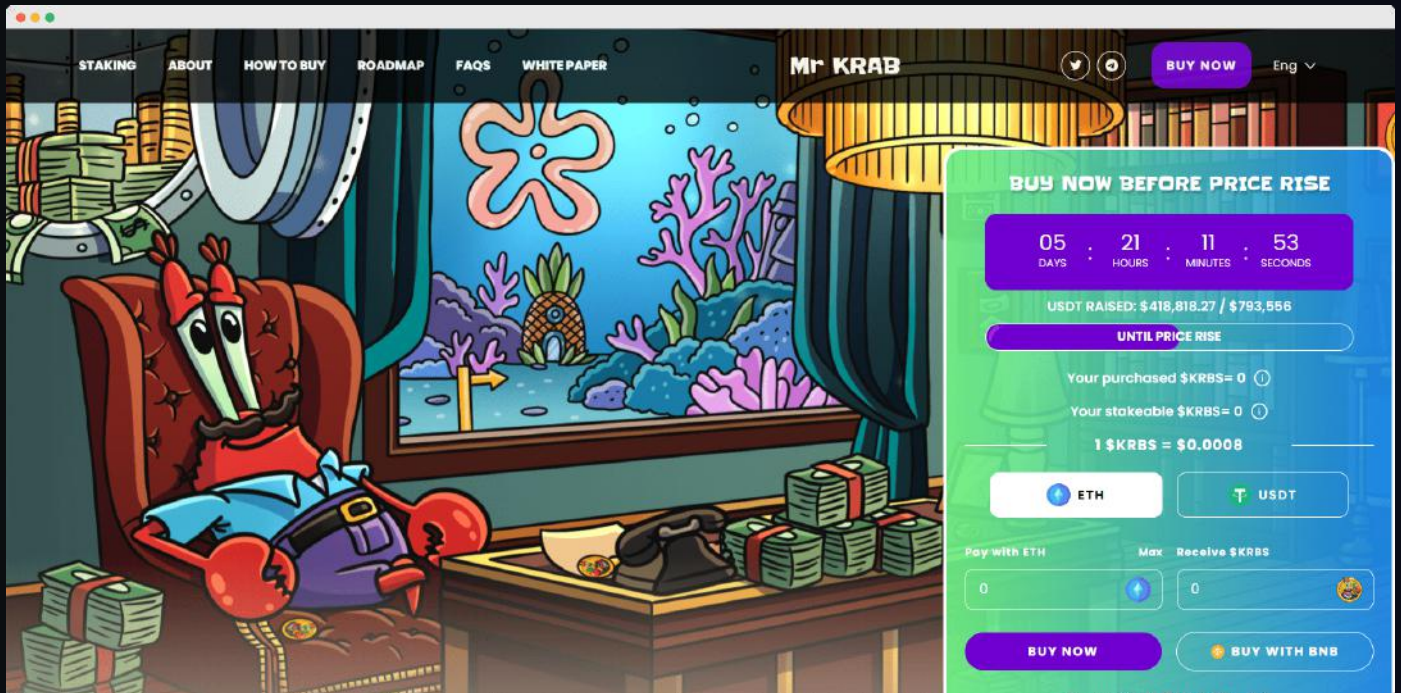 STAKING ABOUT HOW TO BUY ROADMAP FAQS WHITE PAPER Mr KRAB BUY NOW Eng
BUY NOW BEFORE PRICE RISE
05 : 21 : 11 : 53
DAYS HOURS MINUTES SECONDS
USDT RAISED: $418,818.27 / $793,556
UNTIL PRICE RISE
Your purchased $KRBS= 0
Your stakeable $KRBS= 0
1 $KRBS = $0.0008
ETH USDT
Pay with ETH Max Receive $KRBS
0 0
BUY NOW BUY WITH BNB